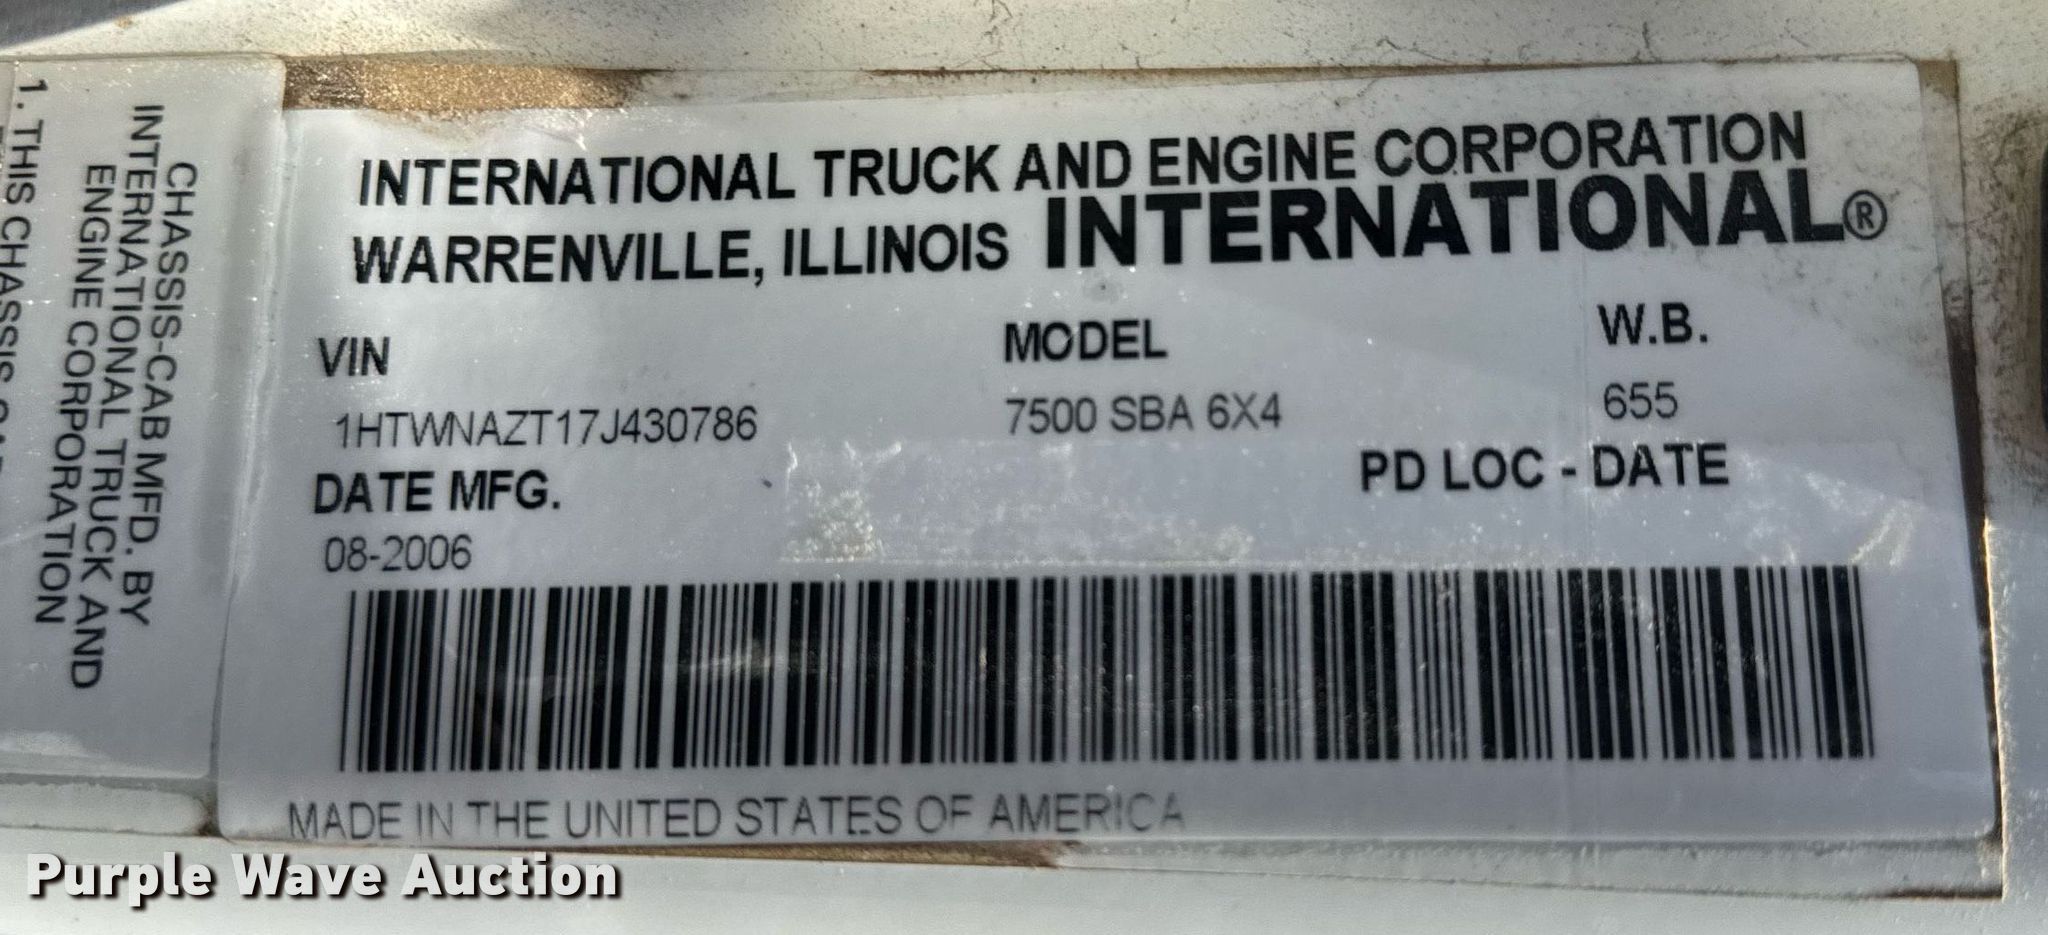 INTERNATIONAL TRUCK AND ENGINE CORPORATION
WARRENVILLE, ILLINOIS INTERNATIONAL®
VIN MODEL W.B.
1HTWNAZT17J430786 7500 SBA 6X4 655
DATE MFG. PD LOC - DATE
08-2006
MADE IN THE UNITED STATES OF AMERICA
CHASSIS-CAB MFD. BY
INTERNATIONAL TRUCK AND
ENGINE CORPORATION
1. THIS CHASSIS
Purple Wave Auction